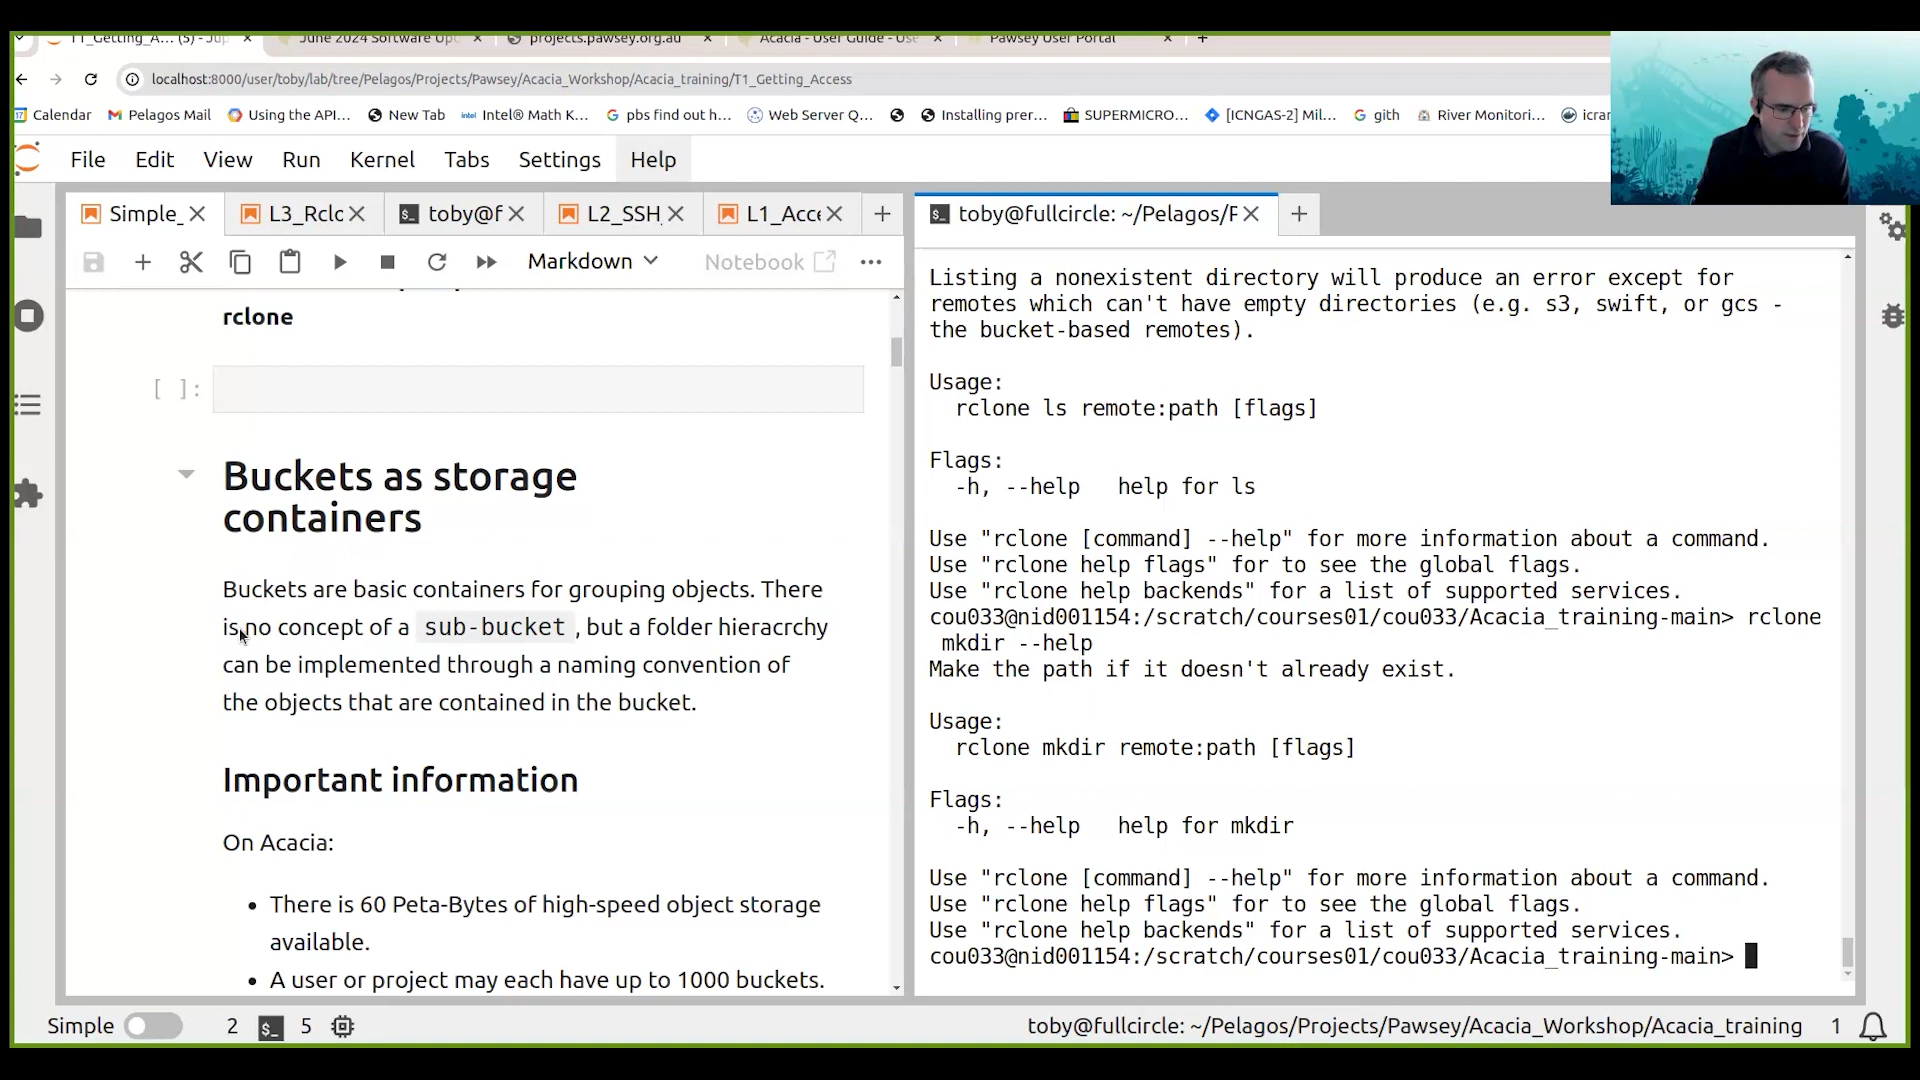 T1_Getting_A... (5) - Jup
June 2024 Software Up
projects.pawsey.org.au
Acacia - User Guide - Use
Pawsey User Portal
localhost:8000/user/toby/lab/tree/Pelagos/Projects/Pawsey/Acacia_Workshop/Acacia_training/T1_Getting_Access
Calendar
Pelagos Mail
Using the API...
New Tab
intel Intel® Math K...
pbs find out h...
Web Server Q...
Installing prer...
SUPERMICRO...
[ICNGAS-2] Mil...
gith
River Monitori...
icrar
File Edit View Run Kernel Tabs Settings Help
Simple_
L3_Rclo
toby@f
L2_SSH_
L1_Acce
Markdown
Notebook
rclone
[ ]:
Buckets as storage
containers
Buckets are basic containers for grouping objects. There
is no concept of a sub-bucket, but a folder hieracrchy
can be implemented through a naming convention of
the objects that are contained in the bucket.
Important information
On Acacia:
• There is 60 Peta-Bytes of high-speed object storage
available.
• A user or project may each have up to 1000 buckets.
toby@fullcircle: ~/Pelagos/P
Listing a nonexistent directory will produce an error except for
remotes which can't have empty directories (e.g. s3, swift, or gcs -
the bucket-based remotes).
Usage:
rclone ls remote:path [flags]
Flags:
-h, --help   help for ls
Use "rclone [command] --help" for more information about a command.
Use "rclone help flags" for to see the global flags.
Use "rclone help backends" for a list of supported services.
cou033@nid001154:/scratch/courses01/cou033/Acacia_training-main> rclone
mkdir --help
Make the path if it doesn't already exist.
Usage:
rclone mkdir remote:path [flags]
Flags:
-h, --help   help for mkdir
Use "rclone [command] --help" for more information about a command.
Use "rclone help flags" for to see the global flags.
Use "rclone help backends" for a list of supported services.
cou033@nid001154:/scratch/courses01/cou033/Acacia_training-main>
Simple
2
5
toby@fullcircle: ~/Pelagos/Projects/Pawsey/Acacia_Workshop/Acacia_training
1